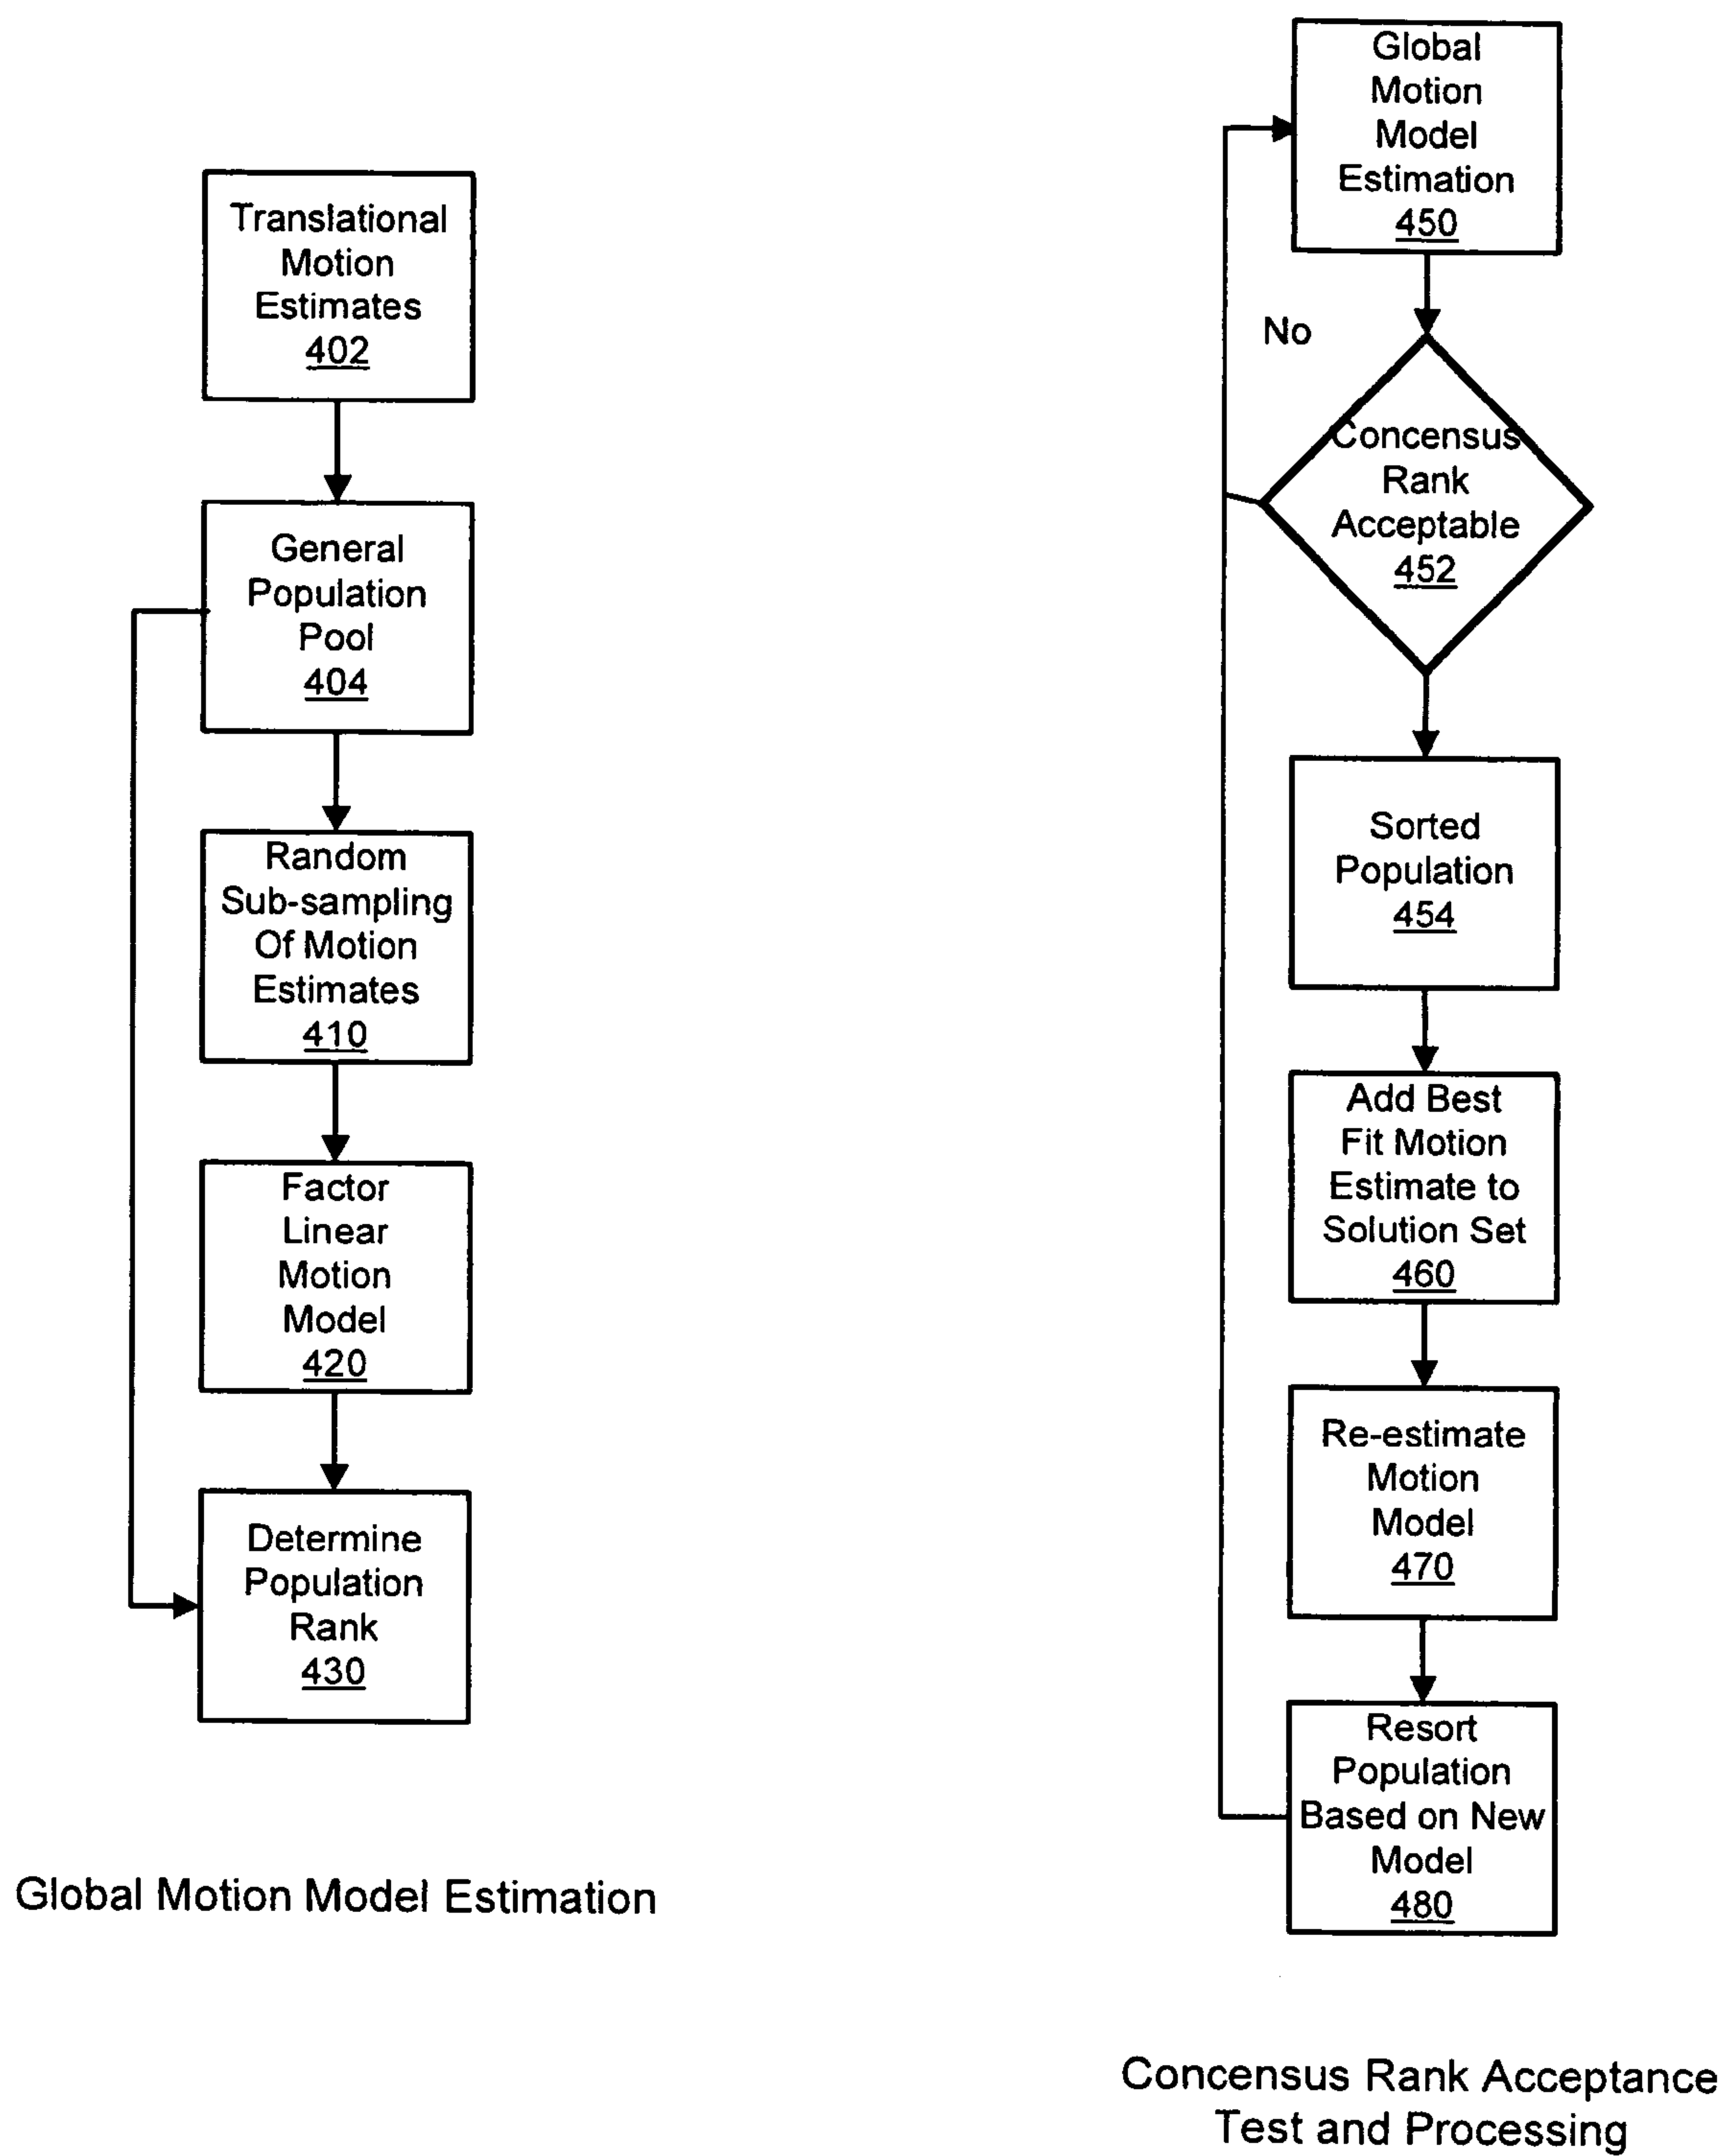 Translational
Motion
Estimates
402
General
Population
Pool
404
Random
Sub-sampling
Of Motion
Estimates
410
Factor
Linear
Motion
Model
420
Determine
Population
Rank
430
Global Motion Model Estimation
Global
Motion
Model
Estimation
450
No
Concensus
Rank
Acceptable
452
Sorted
Population
454
Add Best
Fit Motion
Estimate to
Solution Set
460
Re-estimate
Motion
Model
470
Resort
Population
Based on New
Model
480
Concensus Rank Acceptance
Test and Processing